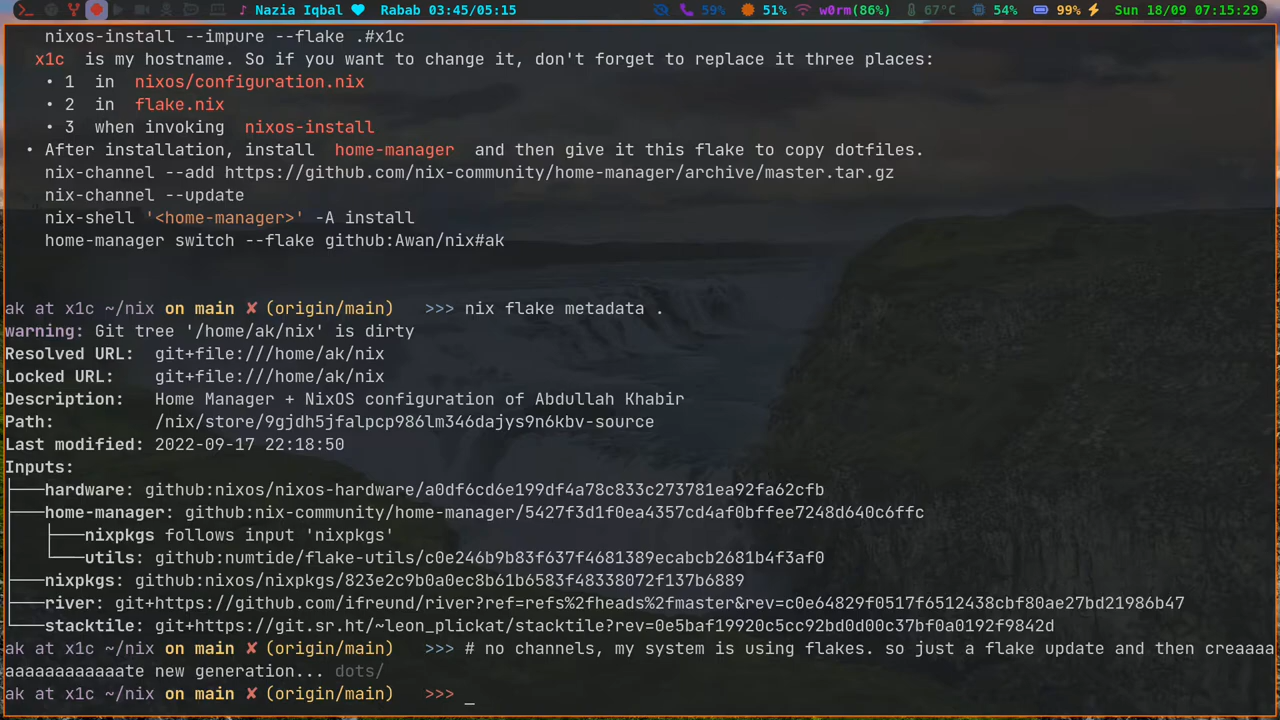 ♪ Nazia Iqbal ♥ Rabab 03:45/05:15 59% 51% w0rm(86%) 67°C 54% 99% Sun 18/09 07:15:29
nixos-install --impure --flake .#x1c
x1c is my hostname. So if you want to change it, don't forget to replace it three places:
• 1 in nixos/configuration.nix
• 2 in flake.nix
• 3 when invoking nixos-install
• After installation, install home-manager and then give it this flake to copy dotfiles.
nix-channel --add https://github.com/nix-community/home-manager/archive/master.tar.gz
nix-channel --update
nix-shell '<home-manager>' -A install
home-manager switch --flake github:Awan/nix#ak
ak at x1c ~/nix on main ✘ (origin/main) >>> nix flake metadata .
warning: Git tree '/home/ak/nix' is dirty
Resolved URL: git+file:///home/ak/nix
Locked URL: git+file:///home/ak/nix
Description: Home Manager + NixOS configuration of Abdullah Khabir
Path: /nix/store/9gjdh5jfalpcp986lm346dajys9n6kbv-source
Last modified: 2022-09-17 22:18:50
Inputs:
├───hardware: github:nixos/nixos-hardware/a0df6cd6e199df4a78c833c273781ea92fa62cfb
├───home-manager: github:nix-community/home-manager/5427f3d1f0ea4357cd4af0bffee7248d640c6ffc
│   ├───nixpkgs follows input 'nixpkgs'
│   └───utils: github:numtide/flake-utils/c0e246b9b83f637f4681389ecabcb2681b4f3af0
├───nixpkgs: github:nixos/nixpkgs/823e2c9b0a0ec8b61b6583f48338072f137b6889
├───river: git+https://github.com/ifreund/river?ref=refs%2fheads%2fmaster&rev=c0e64829f0517f6512438cbf80ae27bd21986b47
└───stacktile: git+https://git.sr.ht/~leon_plickat/stacktile?rev=0e5baf19920c5cc92bd0d00c37bf0a0192f9842d
ak at x1c ~/nix on main ✘ (origin/main) >>> # no channels, my system is using flakes. so just a flake update and then creaaaa
aaaaaaaaaaaate new generation... dots/
ak at x1c ~/nix on main ✘ (origin/main) >>> _